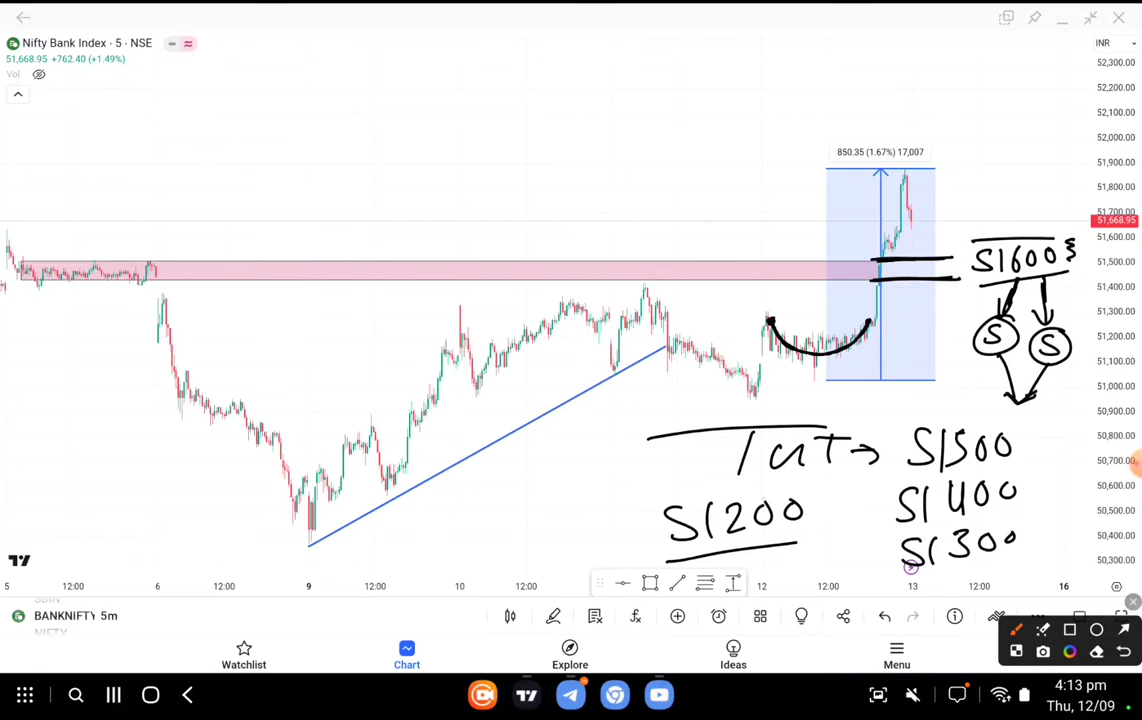 Nifty Bank Index · 5 · NSE
51,668.95 +762.40 (+1.49%)
Vol
INR
52,300.00
52,200.00
52,100.00
52,000.00
51,900.00
51,800.00
51,700.00
51,668.95
51,600.00
51,500.00
51,400.00
51,300.00
51,200.00
51,100.00
51,000.00
50,900.00
50,800.00
50,700.00
50,600.00
50,500.00
50,400.00
50,300.00
850.35 (1.67%) 17,007
51600
S S
51500
51200
51400
51300
5 12:00 6 12:00 9 12:00 10 12:00 12 12:00 13 12:00 16
SBIN
BANKNIFTY 5m
NIFTY
Watchlist Chart Explore Ideas Menu
4:13 pm
Thu, 12/09